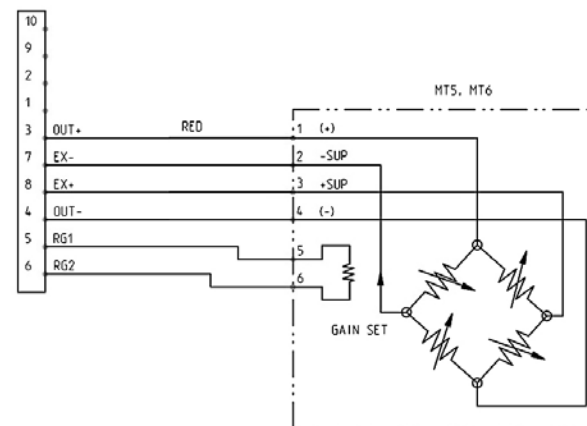 10
9
2
1
MT5, MT6
3 OUT+ RED 1 (+)
7 EX- 2 -SUP
8 EX+ 3 +SUP
4 OUT- 4 (-)
5 RG1 5
6 RG2 6
GAIN SET